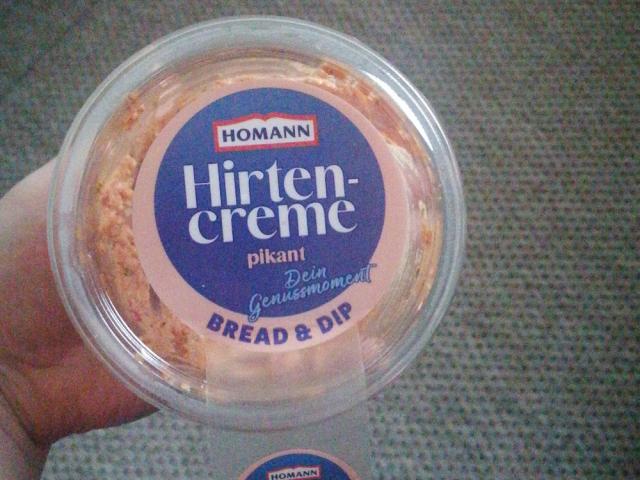 HOMANN
Hirten-
creme
pikant
Dein
Genussmoment
BREAD & DIP
HOMANN